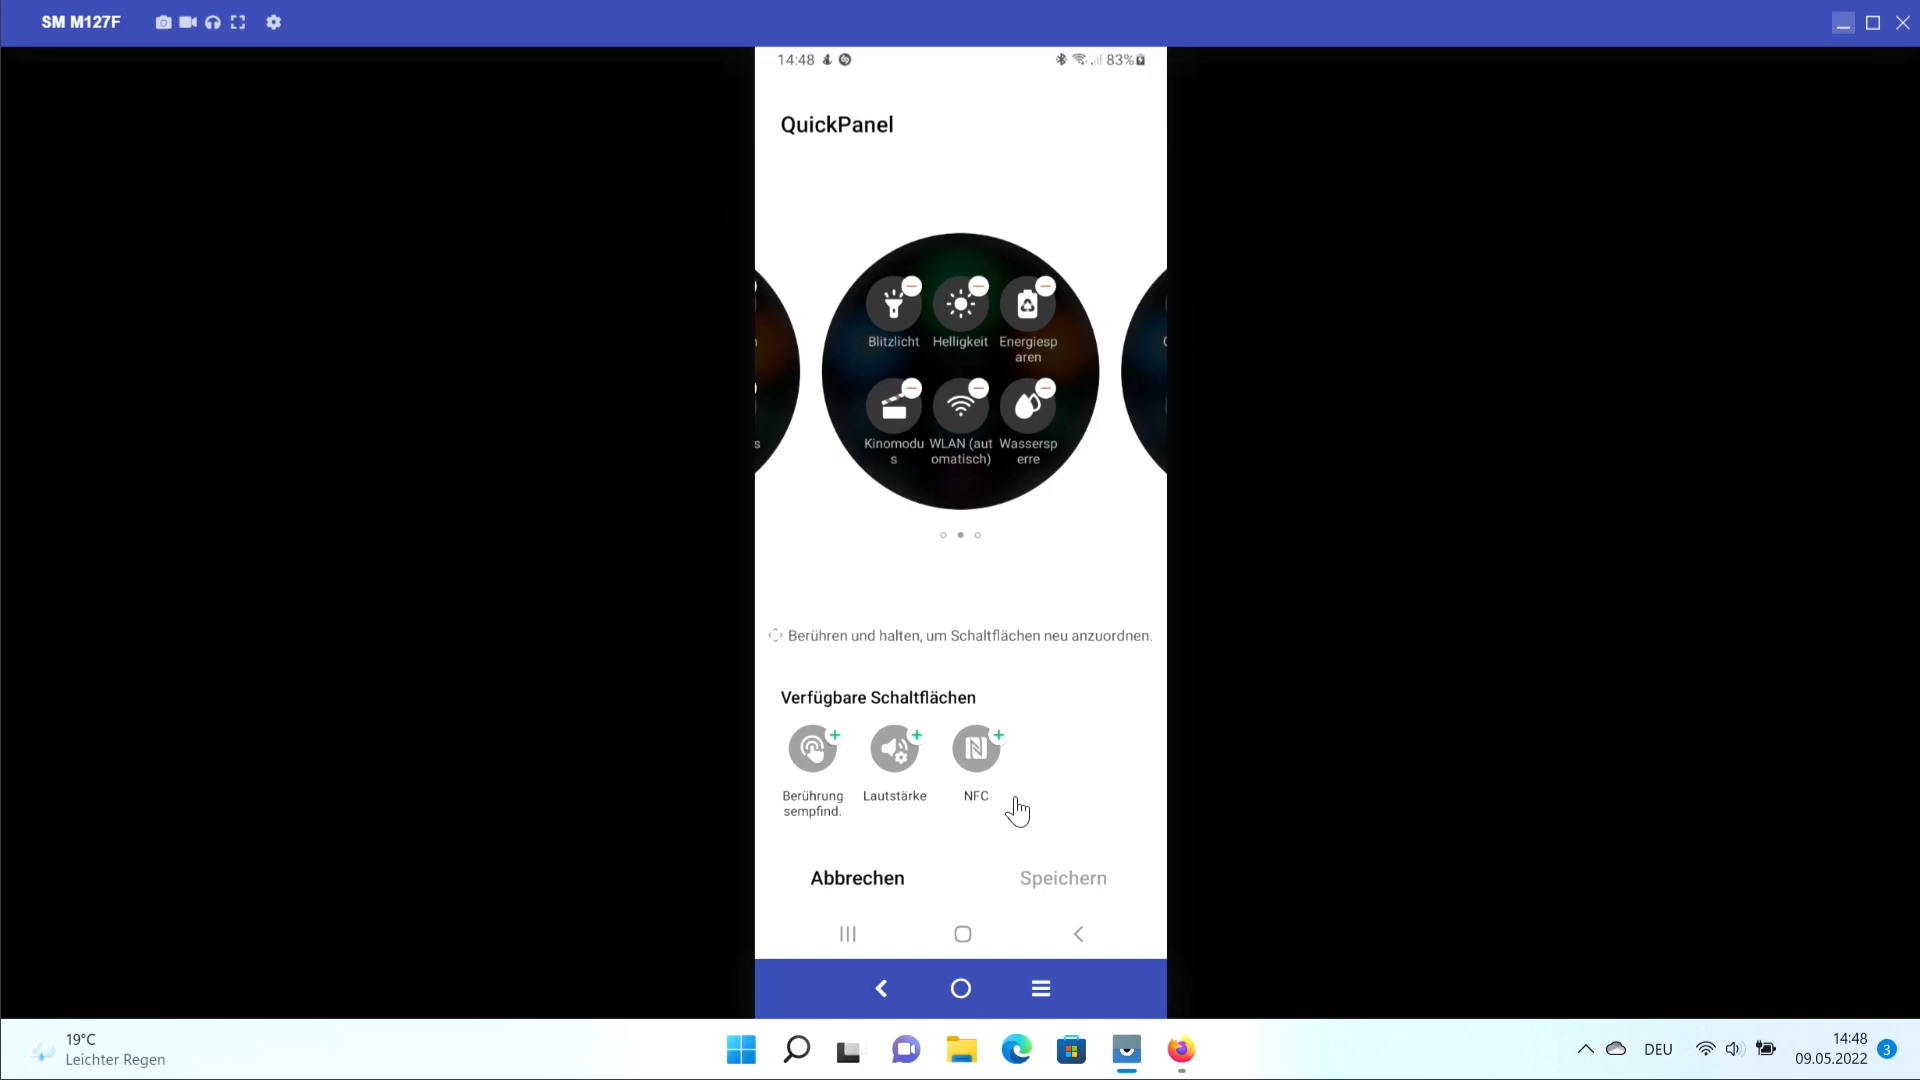 SM M127F
14:48
83%
QuickPanel
Blitzlicht
Helligkeit
Energiesp
aren
Kinomodu
s
WLAN (aut
omatisch)
Wassersp
erre
s
Berühren und halten, um Schaltflächen neu anzuordnen.
Verfügbare Schaltflächen
Berührung
sempfind.
Lautstärke
NFC
Abbrechen
Speichern
19°C
Leichter Regen
DEU
14:48
09.05.2022
3